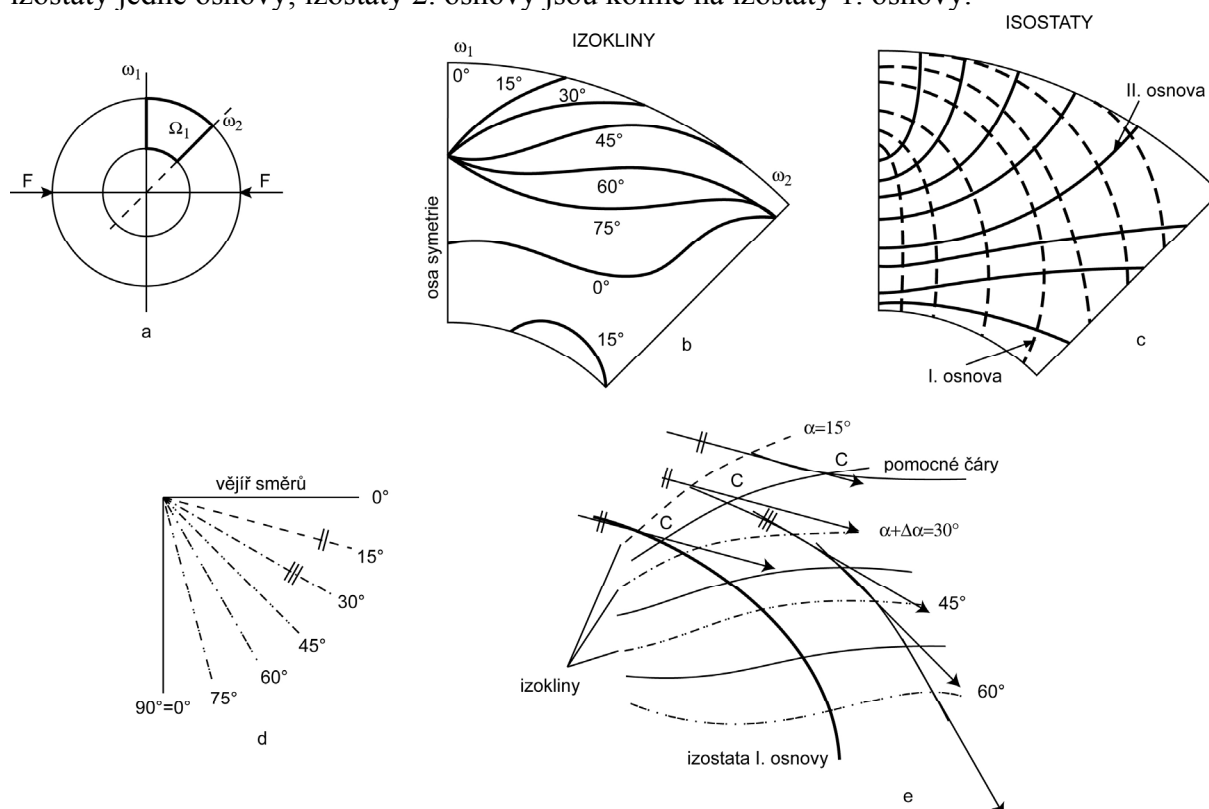 izostaty jedné osnovy; izostaty 2. osnovy jsou kolmé na izostaty 1. osnovy.
ω1
Ω1
ω2
F
F
a
IZOKLINY
ω1
0°
15°
30°
45°
60°
75°
0°
15°
ω2
osa symetrie
b
ISOSTATY
II. osnova
I. osnova
c
vějíř směrů
0°
15°
30°
45°
60°
75°
90°=0°
d
α=15°
C
C
C
pomocné čáry
α+Δα=30°
45°
60°
izokliny
izostata I. osnovy
e